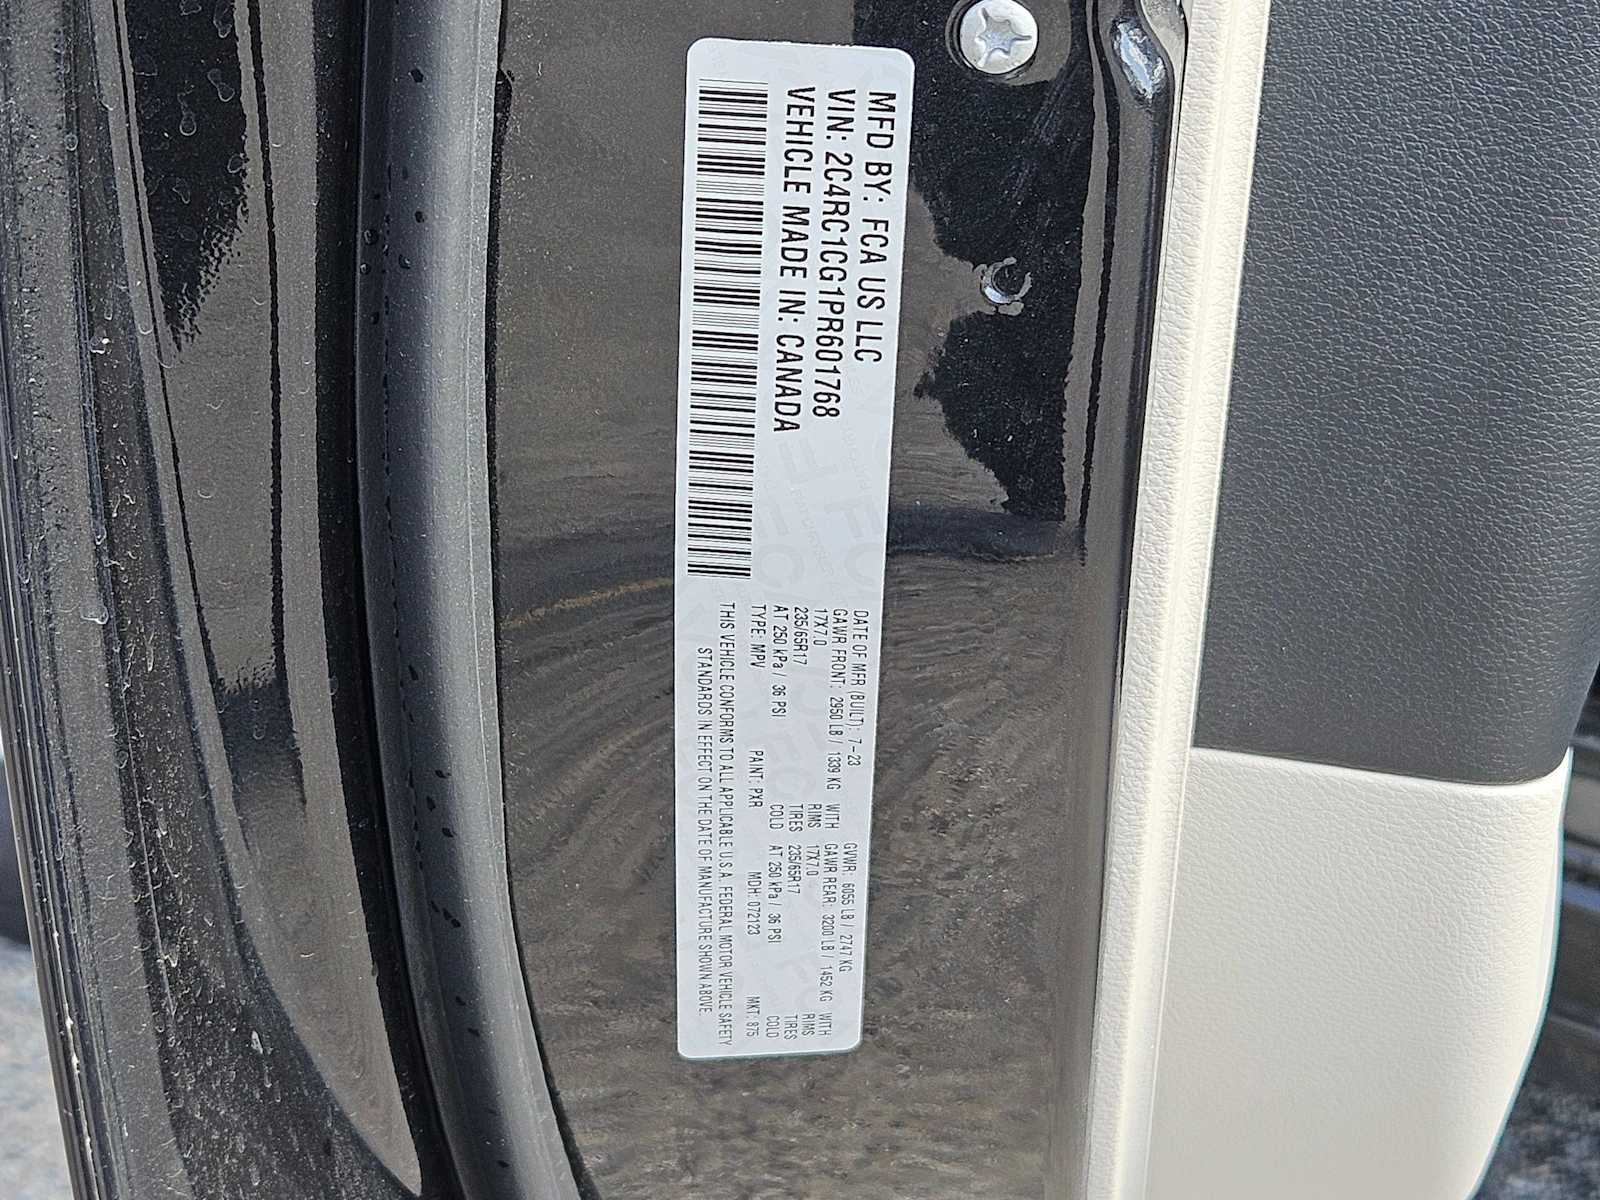 MFD BY: FCA US LLC
VIN: 2C4RC1CG1PR601768
VEHICLE MADE IN: CANADA
DATE OF MFR (BUILT): 7-23 GVWR: 6055 LB / 2747 KG
GAWR FRONT: 2950 LB / 1339 KG WITH GAWR REAR: 3200 LB / 1452 KG WITH
17X7.0 RIMS 17X7.0 RIMS
235/65R17 TIRES 235/65R17 TIRES
AT 250 kPa / 36 PSI COLD AT 250 kPa / 36 PSI COLD
TYPE: MPV PAINT: PXR MDH: 072123 MKT: 875
THIS VEHICLE CONFORMS TO ALL APPLICABLE U.S.A. FEDERAL MOTOR VEHICLE SAFETY
STANDARDS IN EFFECT ON THE DATE OF MANUFACTURE SHOWN ABOVE.